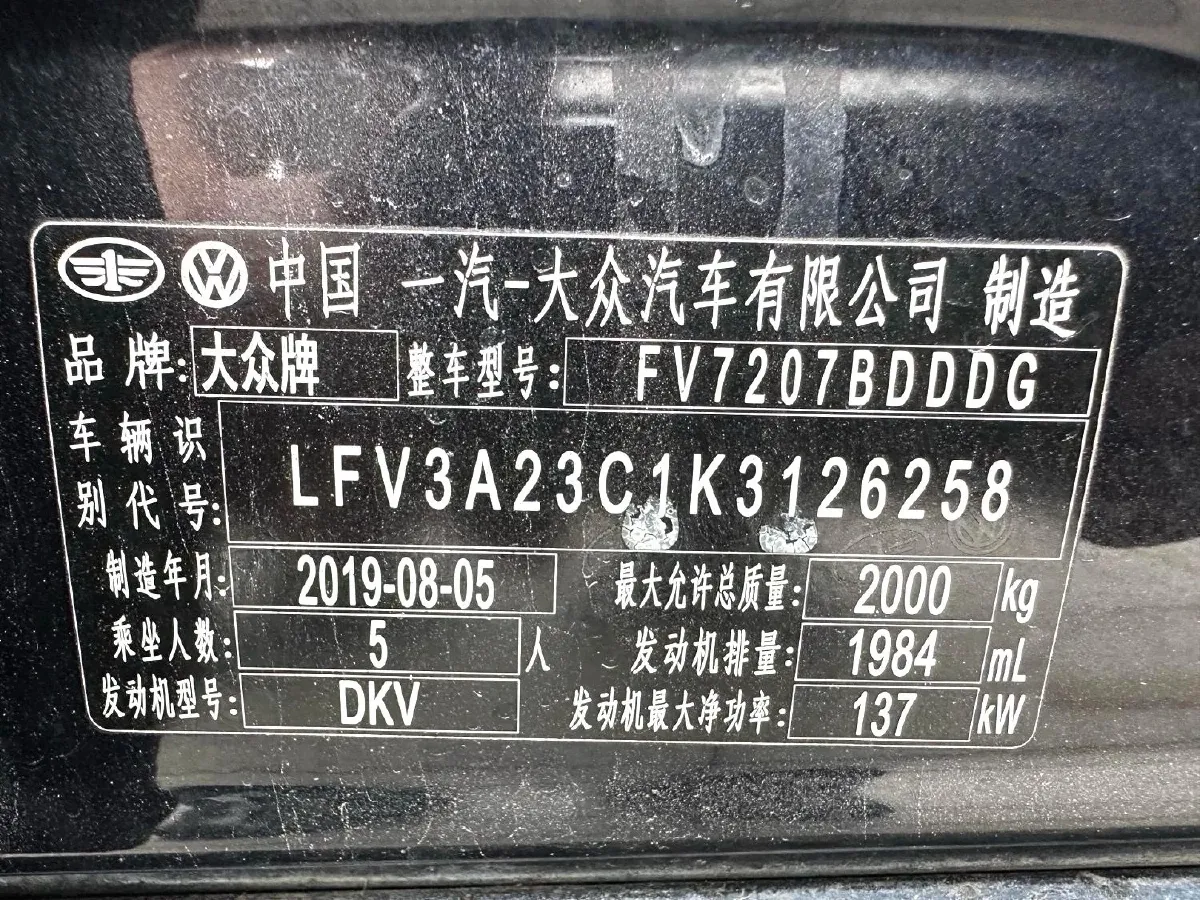 中国 一汽-大众汽车有限公司 制造
品牌: 大众牌 整车型号: FV7207BDDDG
车辆识别代号: LFV3A23C1K3126258
制造年月: 2019-08-05 最大允许总质量: 2000 kg
乘坐人数: 5 人 发动机排量: 1984 mL
发动机型号: DKV 发动机最大净功率: 137 kW